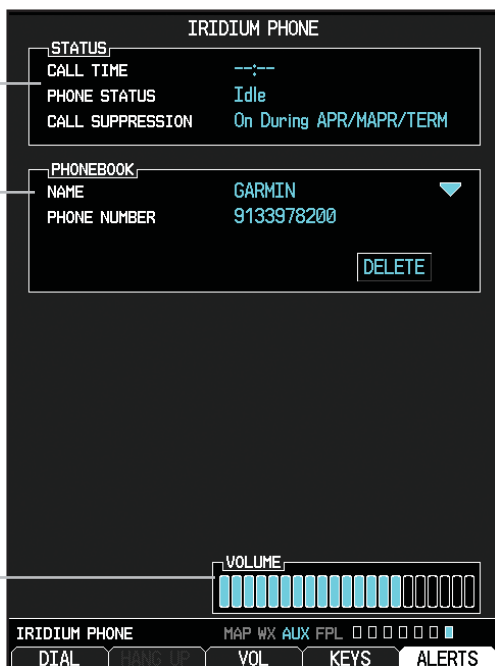 IRIDIUM PHONE
STATUS
CALL TIME --:--
PHONE STATUS Idle
CALL SUPPRESSION On During APR/MAPR/TERM
PHONEBOOK
NAME GARMIN
PHONE NUMBER 9133978200
DELETE
VOLUME
IRIDIUM PHONE MAP WX AUX FPL
DIAL HANG UP VOL KEYS ALERTS